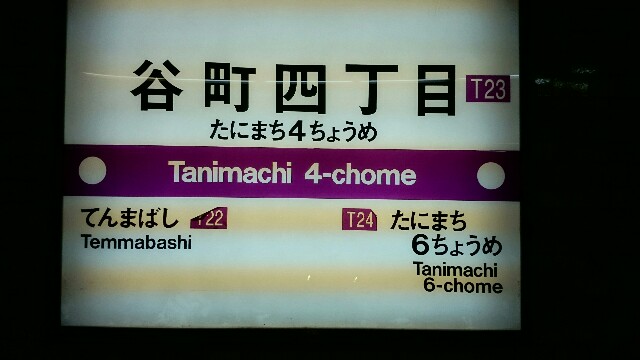 谷町四丁目 T23
たにまち4ちょうめ
Tanimachi 4-chome
てんまばし T22
Temmabashi
T24 たにまち
6ちょうめ
Tanimachi
6-chome